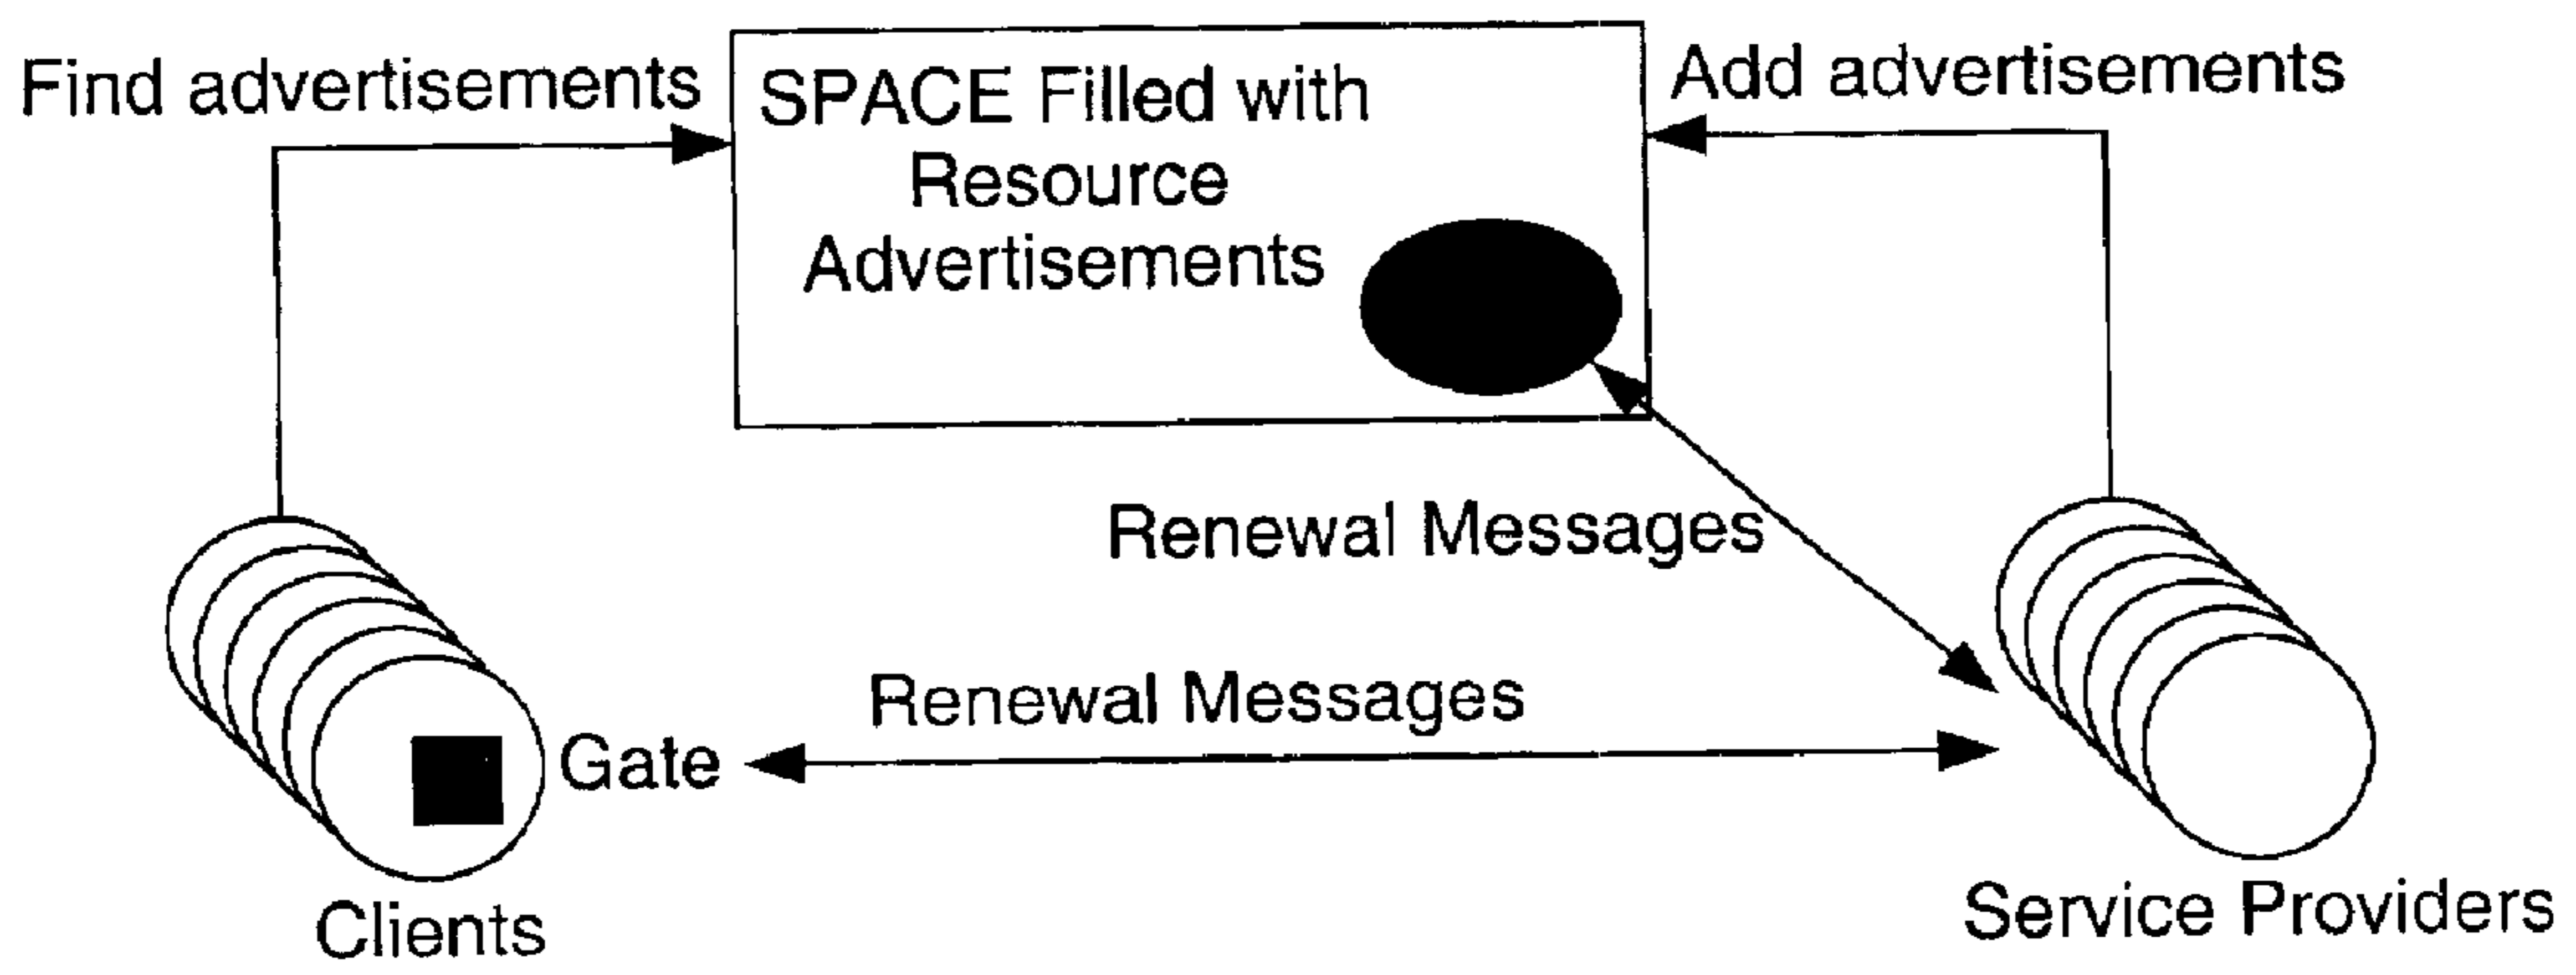 Find advertisements
SPACE Filled with
Resource
Advertisements
Add advertisements
Renewal Messages
Renewal Messages
Gate
Clients
Service Providers